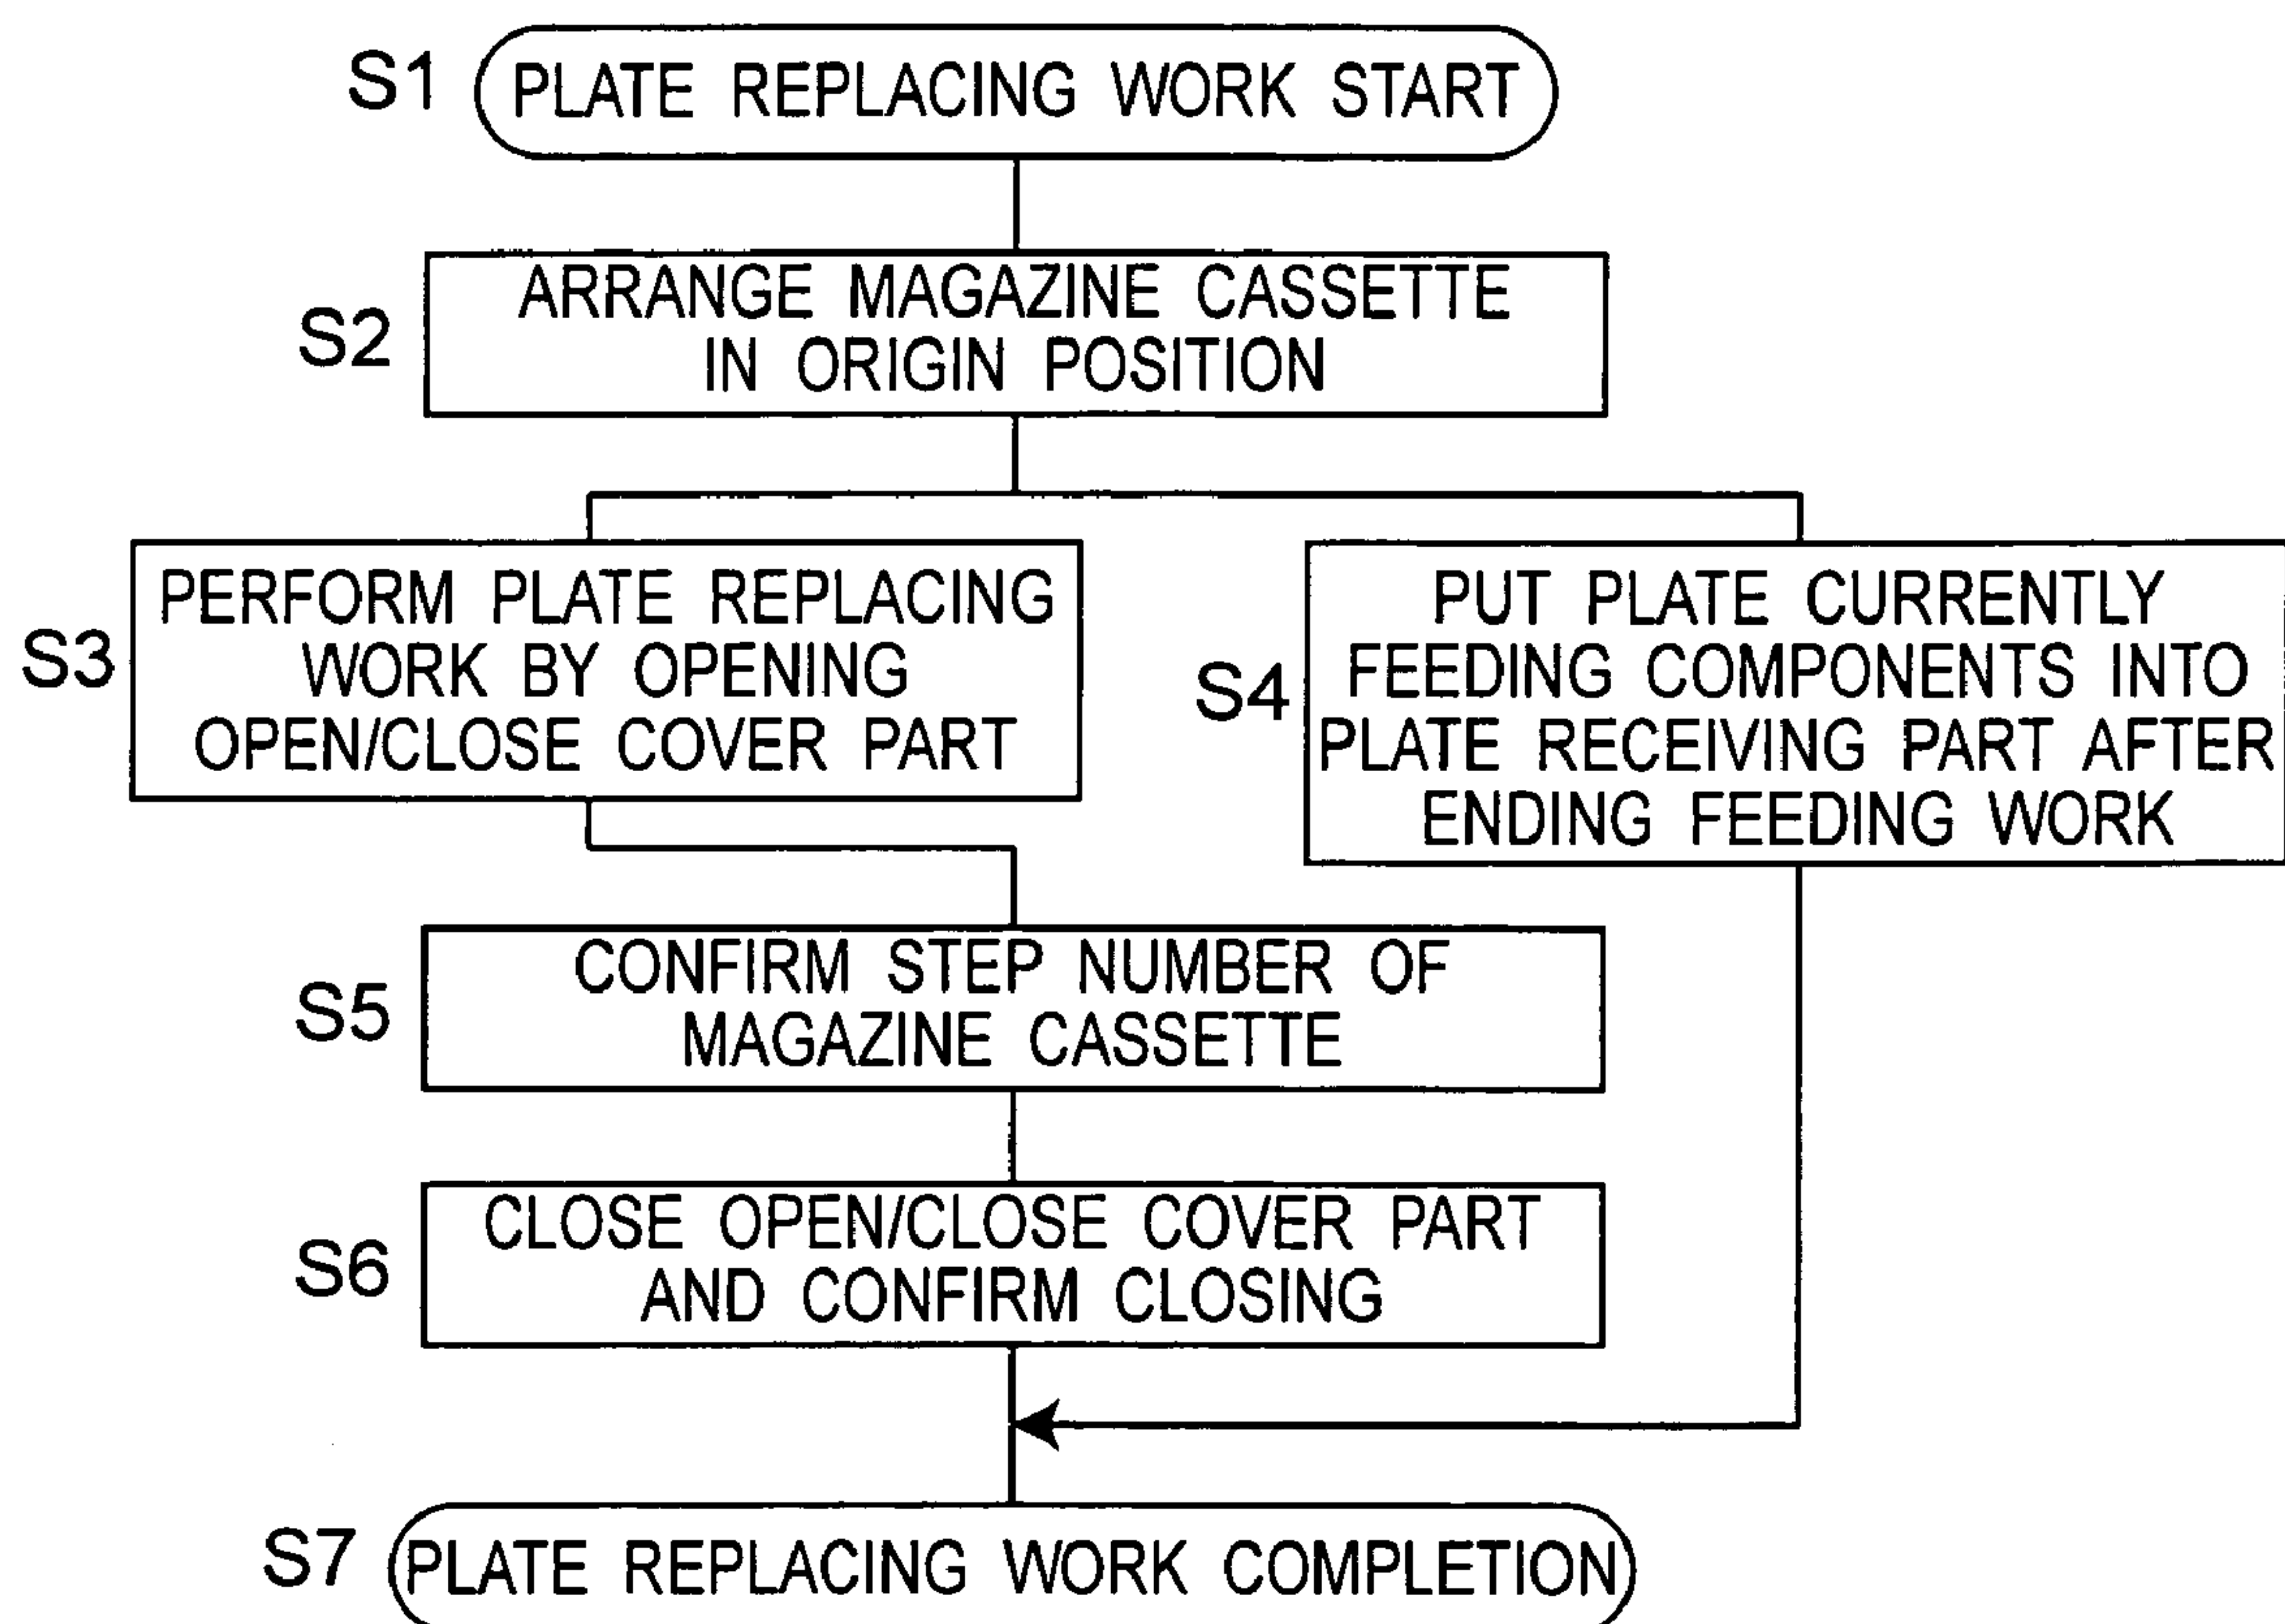 S1
PLATE REPLACING WORK START
S2
ARRANGE MAGAZINE CASSETTE
IN ORIGIN POSITION
S3
PERFORM PLATE REPLACING
WORK BY OPENING
OPEN/CLOSE COVER PART
S4
PUT PLATE CURRENTLY
FEEDING COMPONENTS INTO
PLATE RECEIVING PART AFTER
ENDING FEEDING WORK
S5
CONFIRM STEP NUMBER OF
MAGAZINE CASSETTE
S6
CLOSE OPEN/CLOSE COVER PART
AND CONFIRM CLOSING
S7
PLATE REPLACING WORK COMPLETION